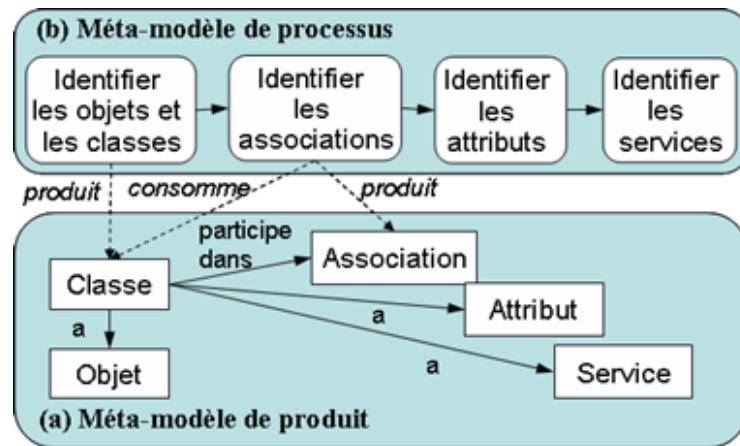 (b) Méta-modèle de processus
Identifier
les objets et
les classes
Identifier
les
associations
Identifier
les
attributs
Identifier
les
services
produit
consomme
produit
participe
dans
Association
Classe
Attribut
a
a
a
Objet
Service
(a) Méta-modèle de produit